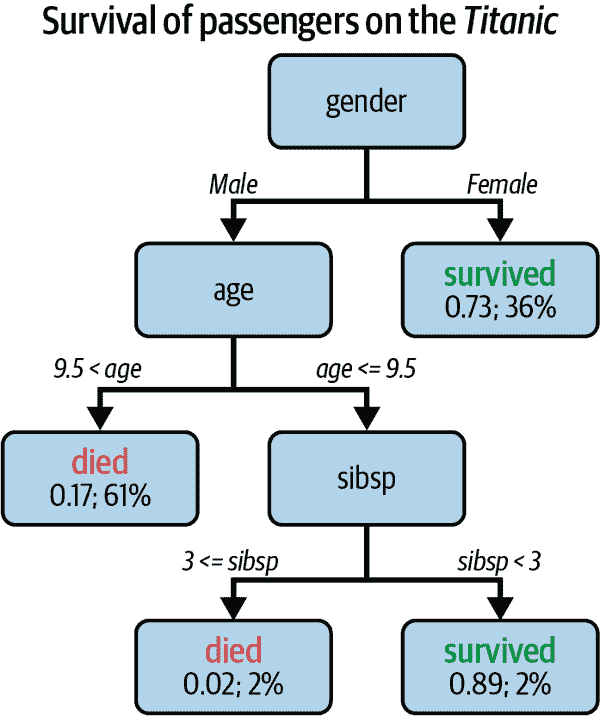 Survival of passengers on the Titanic
gender
Male
Female
age
survived
0.73; 36%
9.5 < age
age <= 9.5
died
0.17; 61%
sibsp
3 <= sibsp
sibsp < 3
died
0.02; 2%
survived
0.89; 2%